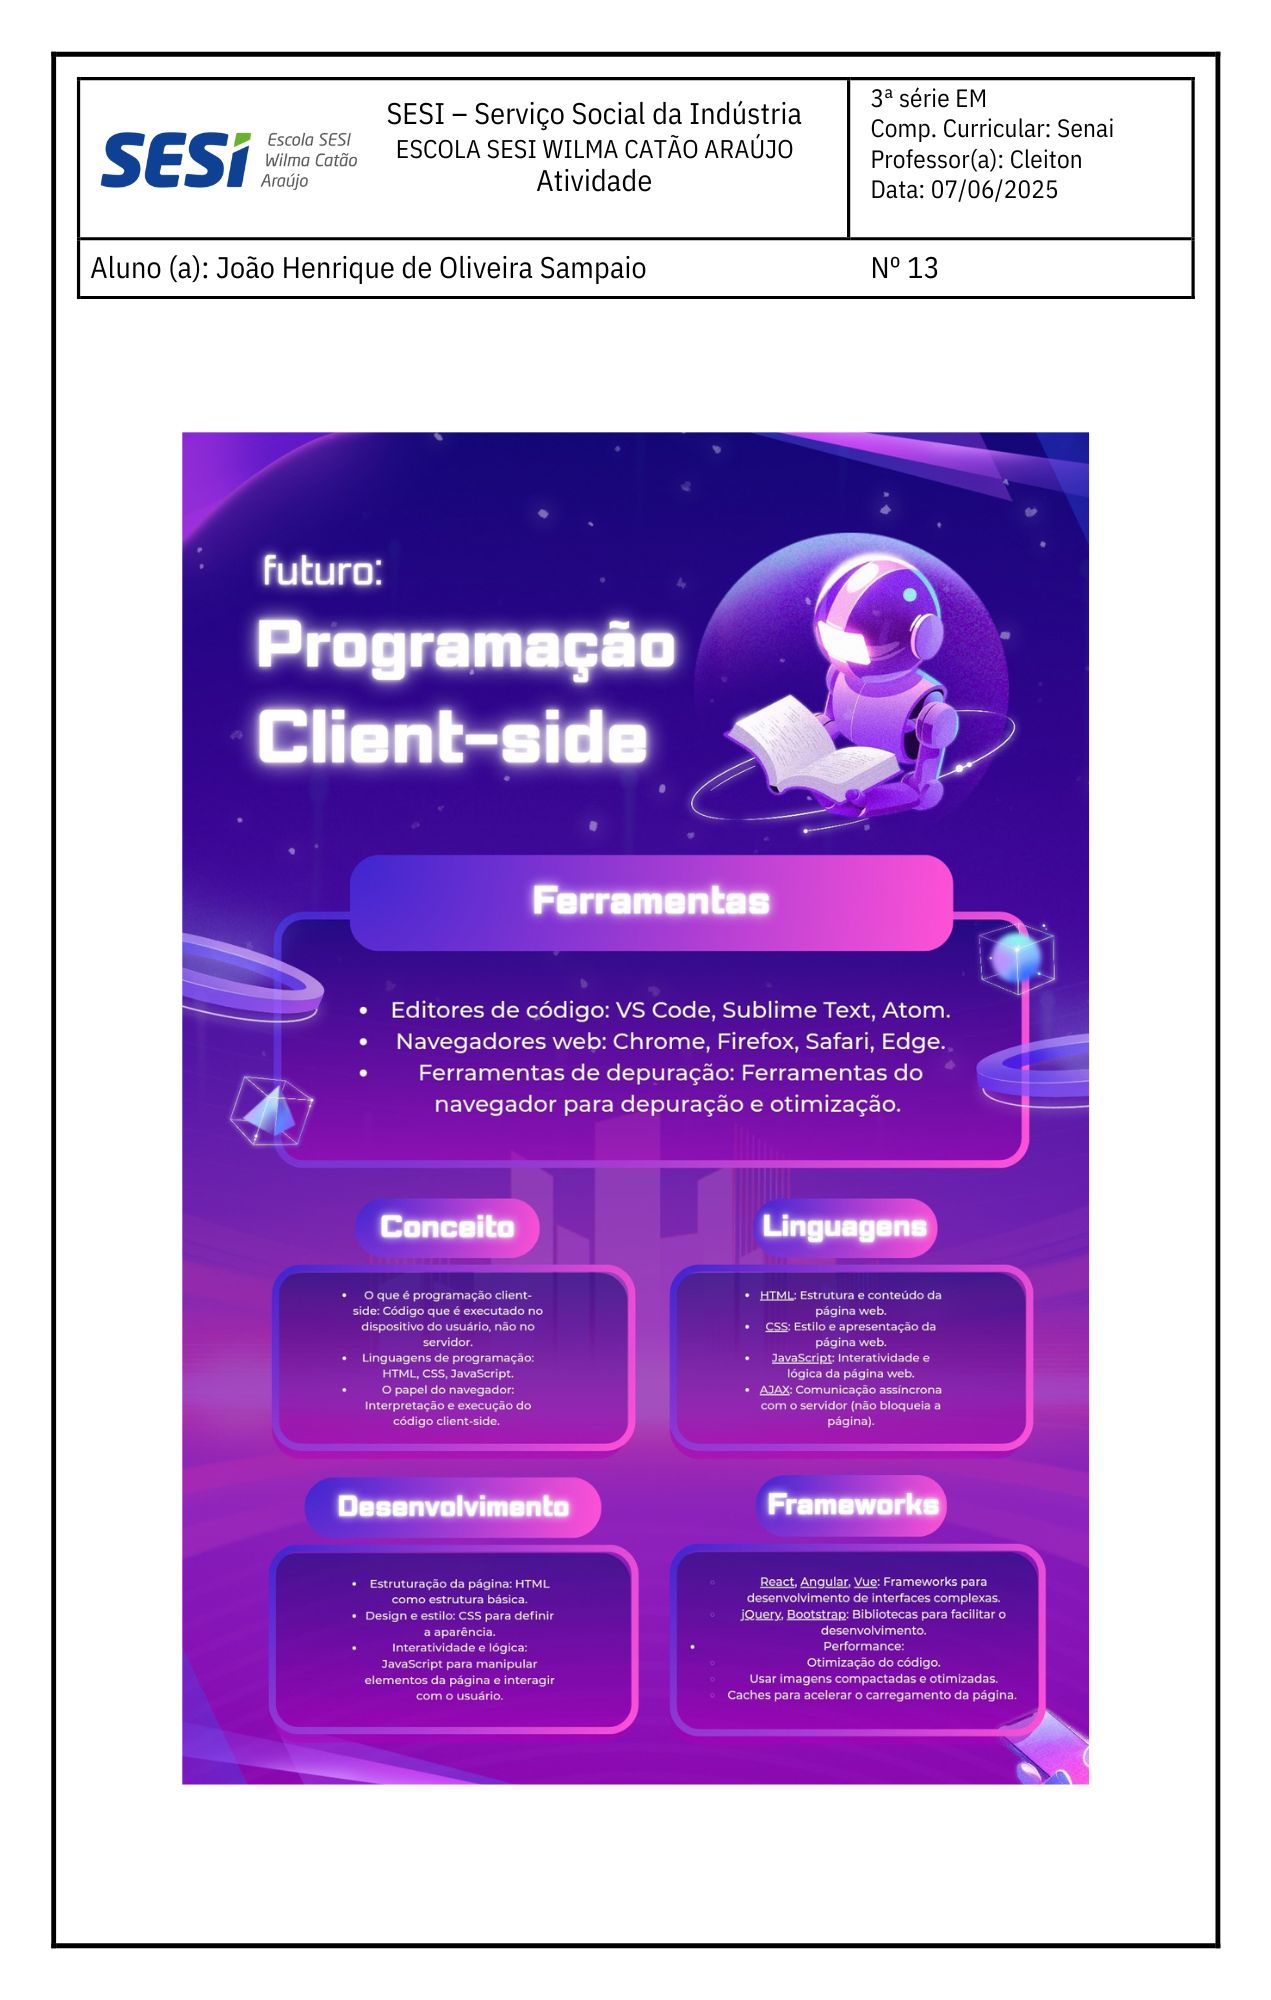 SESI
Escola SESI
Wilma Catão
Araújo
SESI – Serviço Social da Indústria
ESCOLA SESI WILMA CATÃO ARAÚJO
Atividade
3ª série EM
Comp. Curricular: Senai
Professor(a): Cleiton
Data: 07/06/2025
Aluno (a): João Henrique de Oliveira Sampaio
Nº 13
futuro:
Programação
Client-side
Ferramentas
• Editores de código: VS Code, Sublime Text, Atom.
• Navegadores web: Chrome, Firefox, Safari, Edge.
• Ferramentas de depuração: Ferramentas do
navegador para depuração e otimização.
Conceito
• O que é programação client-
side: Código que é executado no
dispositivo do usuário, não no
servidor.
• Linguagens de programação:
HTML, CSS, JavaScript.
• O papel do navegador:
Interpretação e execução do
código client-side.
Linguagens
• HTML: Estrutura e conteúdo da
página web.
• CSS: Estilo e apresentação da
página web.
• JavaScript: Interatividade e
lógica da página web.
• AJAX: Comunicação assíncrona
com o servidor (não bloqueia a
página).
Desenvolvimento
• Estruturação da página: HTML
como estrutura básica.
• Design e estilo: CSS para definir
a aparência.
• Interatividade e lógica:
JavaScript para manipular
elementos da página e interagir
com o usuário.
Frameworks
◦ React, Angular, Vue: Frameworks para
desenvolvimento de interfaces complexas.
◦ jQuery, Bootstrap: Bibliotecas para facilitar o
desenvolvimento.
• Performance:
◦ Otimização do código.
◦ Usar imagens compactadas e otimizadas.
◦ Caches para acelerar o carregamento da página.